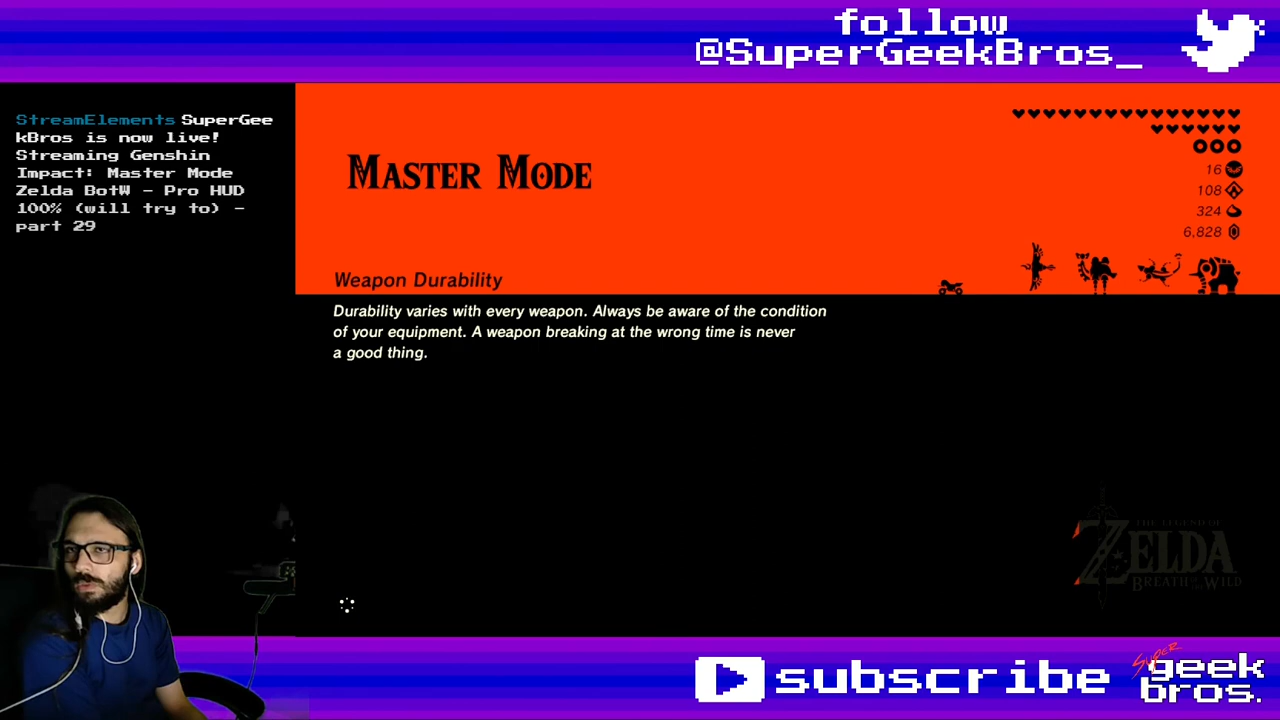 follow
@SuperGeekBros_
StreamElements SuperGee
kBros is now live!
Streaming Genshin
Impact: Master Mode
Zelda BotW - Pro HUD
100% (will try to) -
part 29
MASTER MODE
16
108
324
6,828
Weapon Durability
Durability varies with every weapon. Always be aware of the condition
of your equipment. A weapon breaking at the wrong time is never
a good thing.
THE LEGEND OF
ZELDA
BREATH OF THE WILD
subscribe
SUPER
geek
bros.